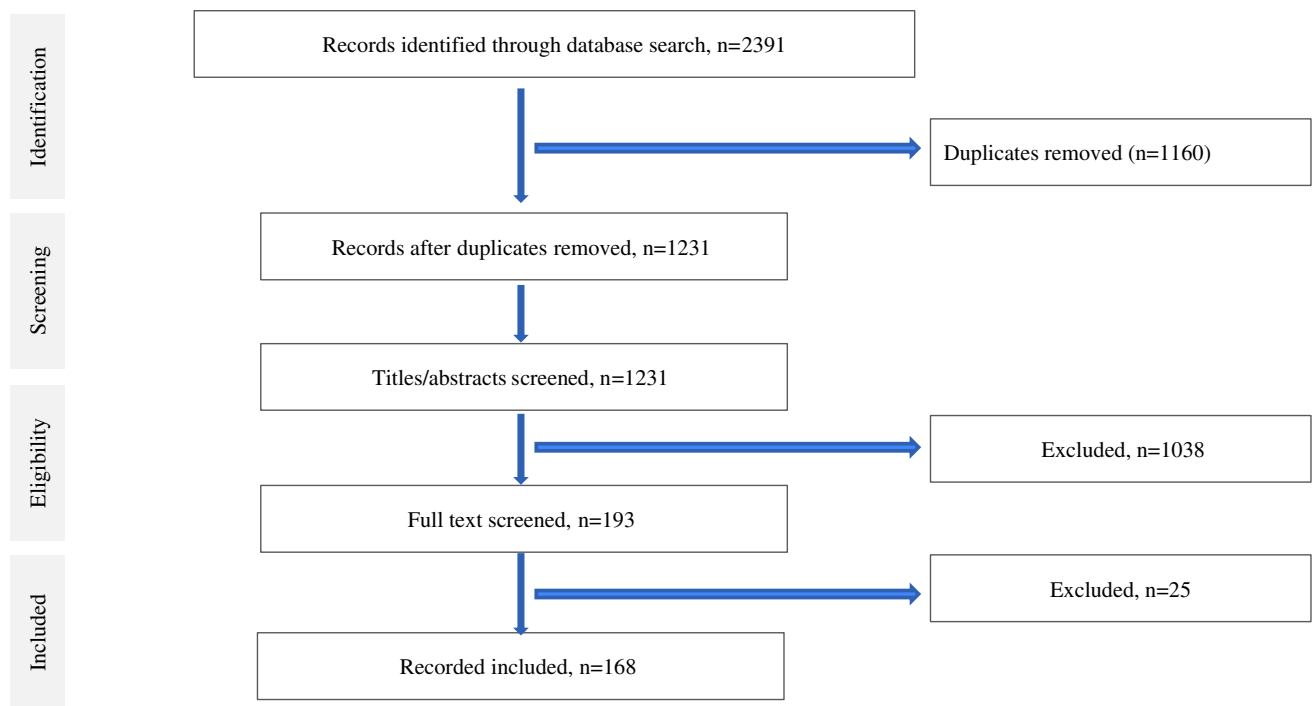 Identification
Records identified through database search, n=2391
Duplicates removed (n=1160)
Screening
Records after duplicates removed, n=1231
Titles/abstracts screened, n=1231
Eligibility
Excluded, n=1038
Full text screened, n=193
Included
Excluded, n=25
Recorded included, n=168